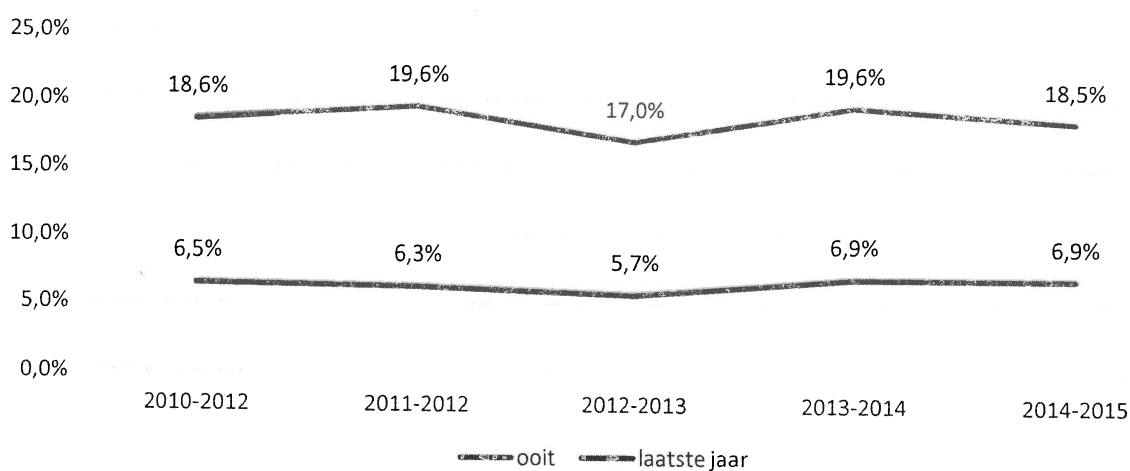 25,0%
18,6% 19,6% 17,0% 19,6% 18,5%
20,0%
15,0%
10,0%
6,5% 6,3% 5,7% 6,9% 6,9%
5,0%
0,0%
2010-2012 2011-2012 2012-2013 2013-2014 2014-2015
ooit laatste jaar